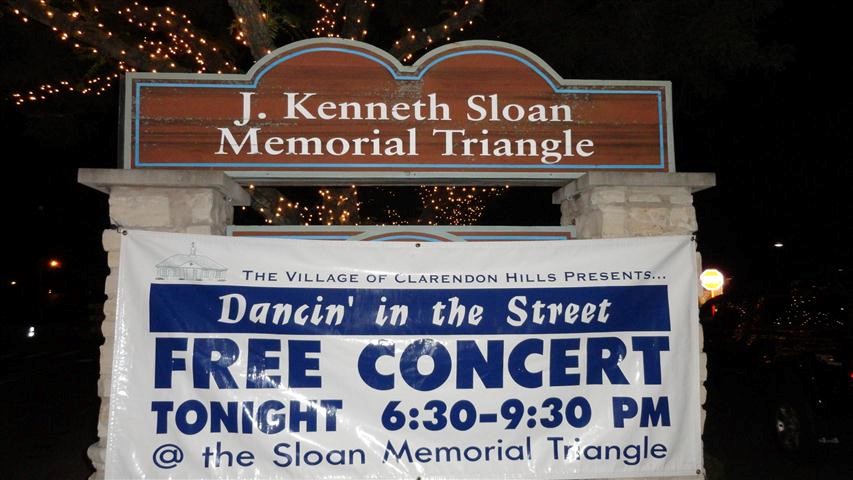 J. Kenneth Sloan
Memorial Triangle
THE VILLAGE OF CLARENDON HILLS PRESENTS...
Dancin' in the Street
FREE CONCERT
TONIGHT 6:30-9:30 PM
@ the Sloan Memorial Triangle